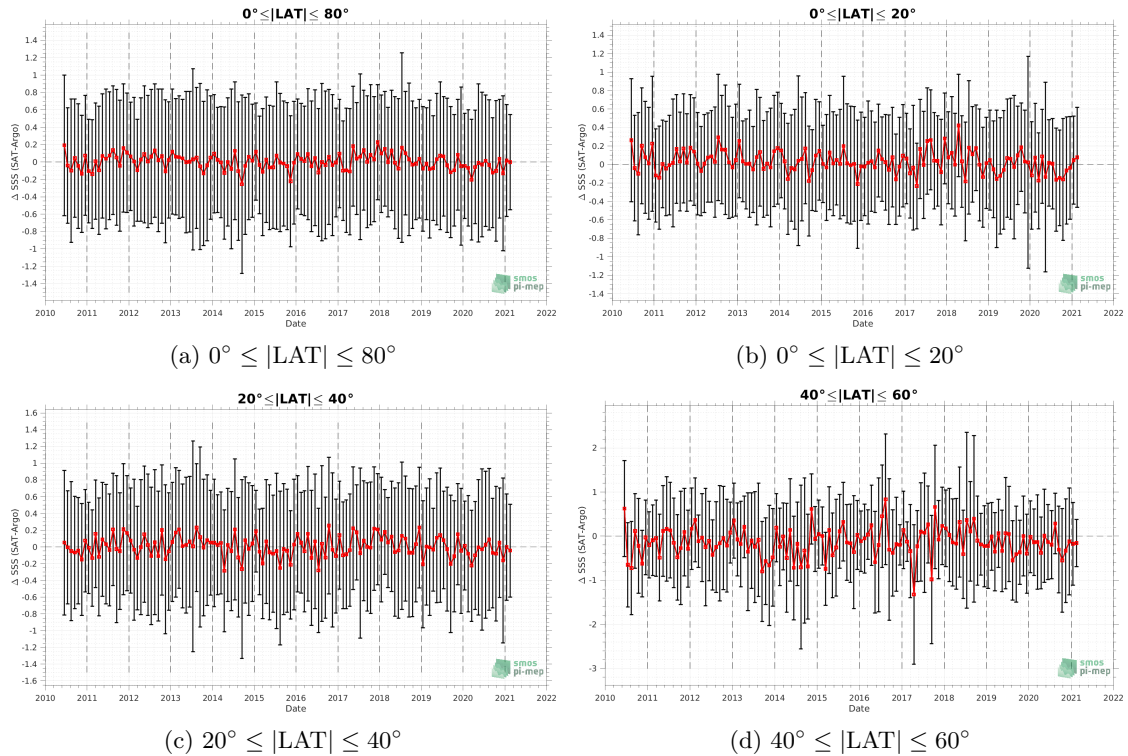 0°≤|LAT|≤ 80°
Δ SSS (SAT-Argo)
1.4
1.2
1
0.8
0.6
0.4
0.2
0
-0.2
-0.4
-0.6
-0.8
-1
-1.2
-1.4
smos
pi-mep
2010 2011 2012 2013 2014 2015 2016 2017 2018 2019 2020 2021 2022
Date
(a) 0° ≤ |LAT| ≤ 80°
0°≤|LAT|≤ 20°
Δ SSS (SAT-Argo)
1.4
1.2
1
0.8
0.6
0.4
0.2
0
-0.2
-0.4
-0.6
-0.8
-1
-1.2
-1.4
smos
pi-mep
2010 2011 2012 2013 2014 2015 2016 2017 2018 2019 2020 2021 2022
Date
(b) 0° ≤ |LAT| ≤ 20°
20°≤|LAT|≤ 40°
Δ SSS (SAT-Argo)
1.6
1.4
1.2
1
0.8
0.6
0.4
0.2
0
-0.2
-0.4
-0.6
-0.8
-1
-1.2
-1.4
-1.6
smos
pi-mep
2010 2011 2012 2013 2014 2015 2016 2017 2018 2019 2020 2021 2022
Date
(c) 20° ≤ |LAT| ≤ 40°
40°≤|LAT|≤ 60°
Δ SSS (SAT-Argo)
2
1
0
-1
-2
-3
smos
pi-mep
2010 2011 2012 2013 2014 2015 2016 2017 2018 2019 2020 2021 2022
Date
(d) 40° ≤ |LAT| ≤ 60°